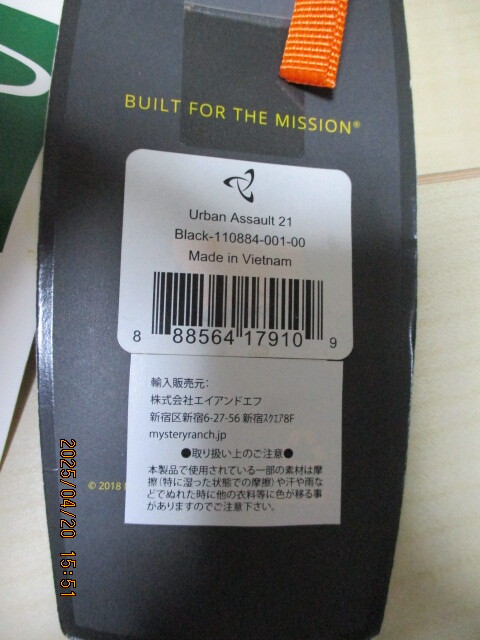 BUILT FOR THE MISSION®
Urban Assault 21
Black-110884-001-00
Made in Vietnam
8 88564 17910 9
輸入販売元:
株式会社エイアンドエフ
新宿区新宿6-27-56 新宿ｽｸｴｱ8F
mysteryranch.jp
●取り扱い上のご注意●
本製品で使用されている一部の素材は摩
擦(特に湿った状態での摩擦)や汗や雨な
どでぬれた時に他の衣料等に色が移る事
がありますのでご注意下さい。
© 2018
2025/04/20 15:51